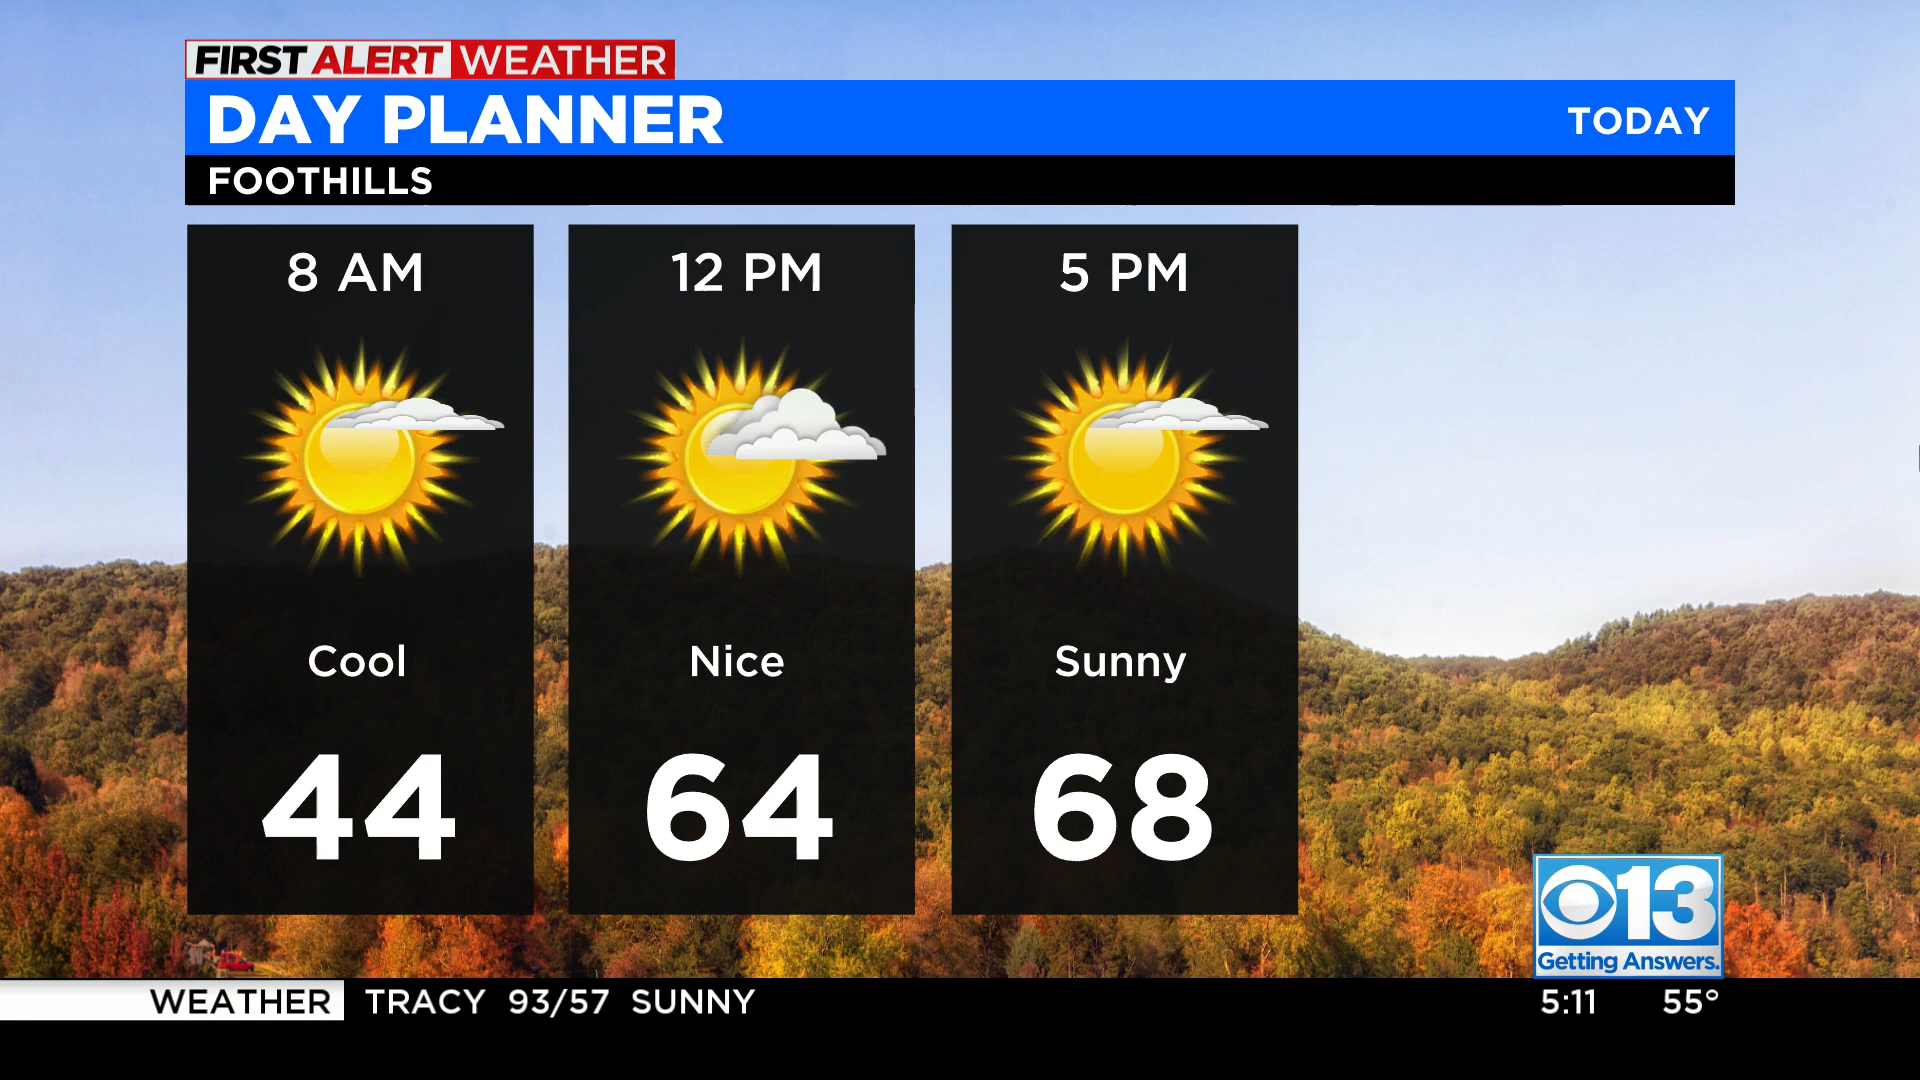 FIRST ALERT WEATHER
DAY PLANNER
TODAY
FOOTHILLS
8 AM
Cool
44
12 PM
Nice
64
5 PM
Sunny
68
13
Getting Answers.
WEATHER
TRACY 93/57 SUNNY
5:11 55°